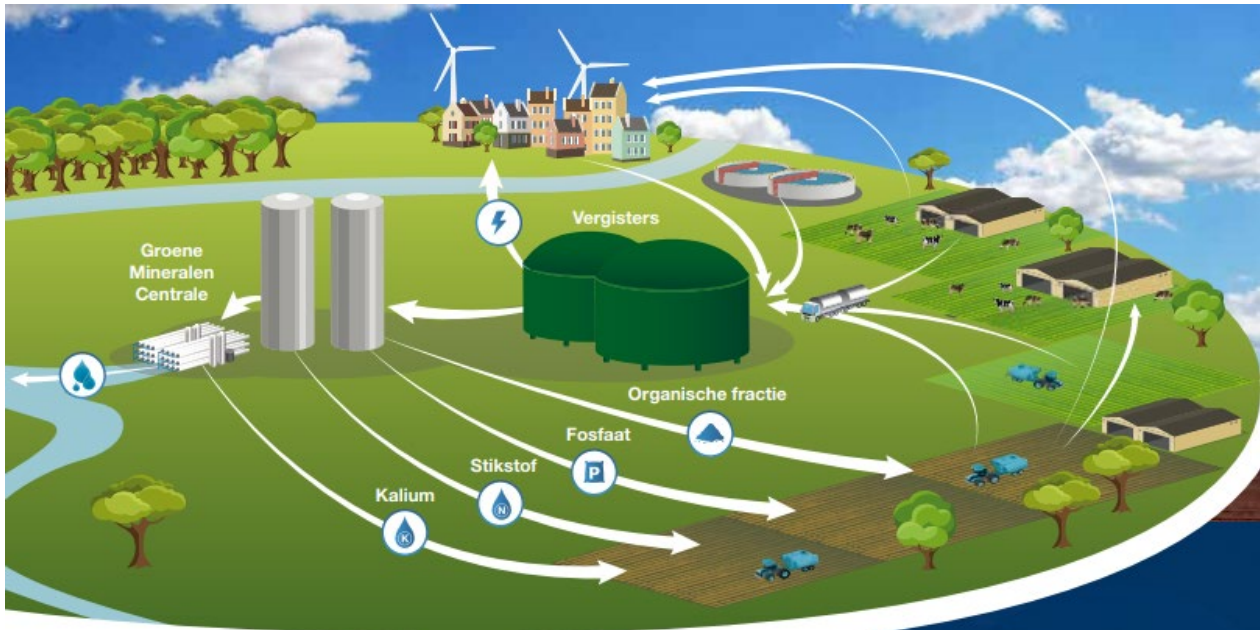 Vergisters
Groene
Mineralen
Centrale
Organische fractie
Fosfaat
P
Stikstof
N
Kalium
K